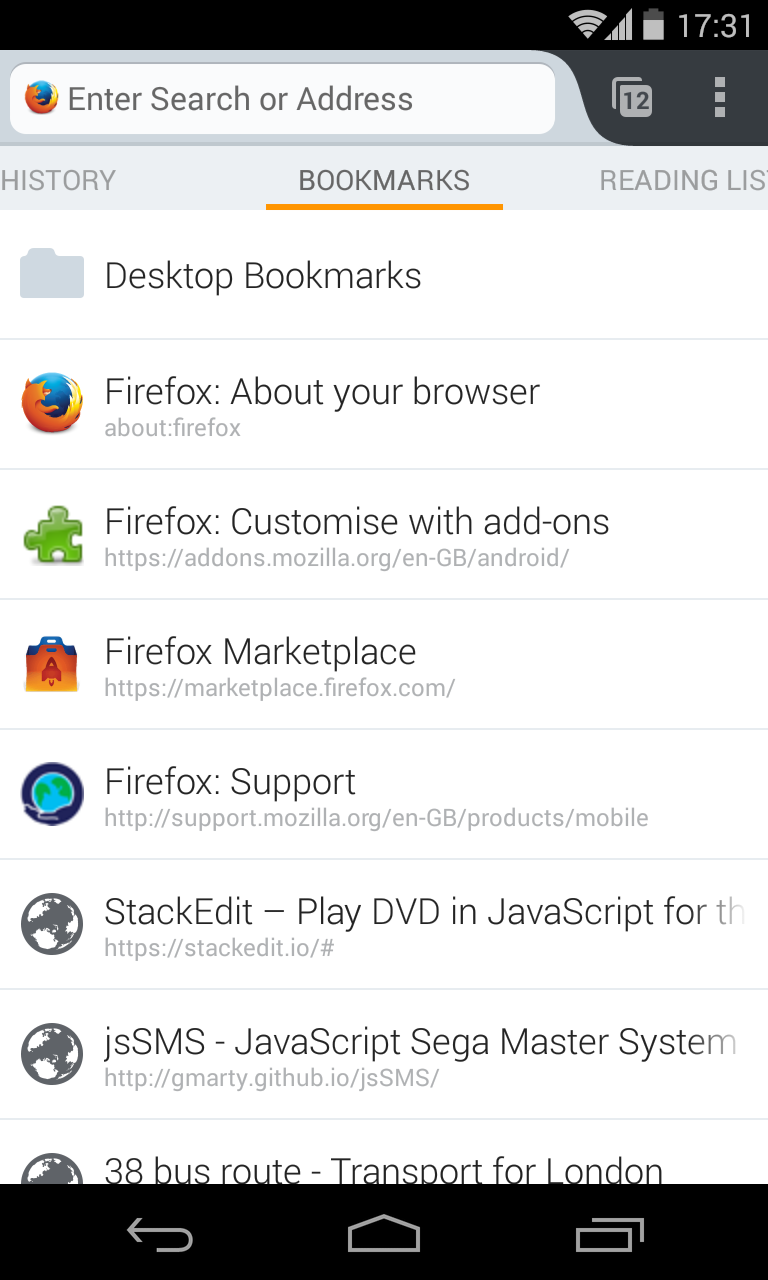 17:31
Enter Search or Address
12
HISTORY
BOOKMARKS
READING LIS
Desktop Bookmarks
Firefox: About your browser
about:firefox
Firefox: Customise with add-ons
https://addons.mozilla.org/en-GB/android/
Firefox Marketplace
https://marketplace.firefox.com/
Firefox: Support
http://support.mozilla.org/en-GB/products/mobile
StackEdit – Play DVD in JavaScript for th
https://stackedit.io/#
jsSMS - JavaScript Sega Master System
http://gmarty.github.io/jsSMS/
38 bus route - Transport for London